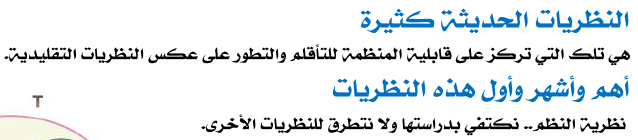 النظريات الحديثة كثيرة
هي تلك التي تركز على قابلية المنظمة للتأقلم والتطور على عكس النظريات التقليدية.
أهم وأشهر وأول هذه النظريات
نظرية النظم.. نكتفي بدراستها ولا نتطرق للنظريات الأخرى.
T